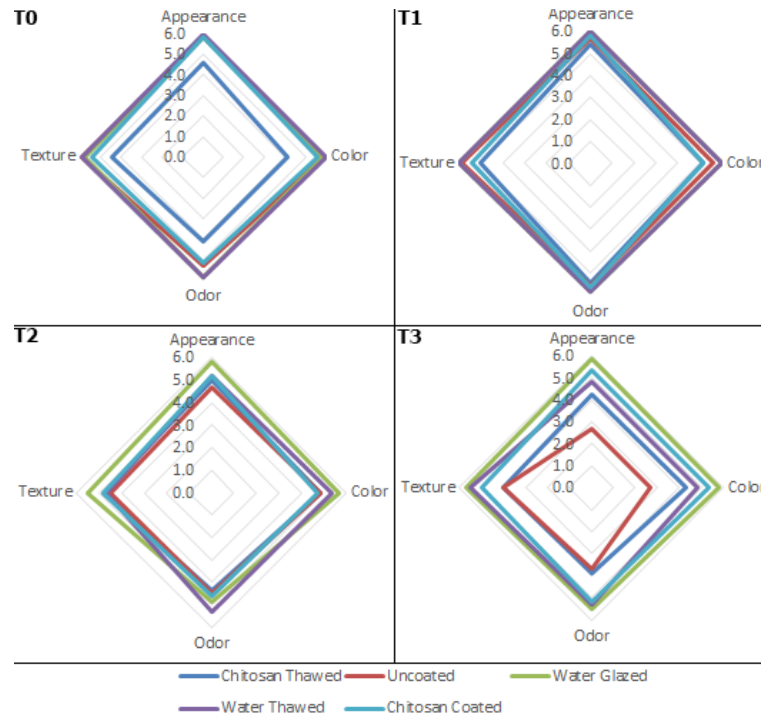 T0
Appearance
6.0
5.0
4.0
3.0
2.0
1.0
0.0
Texture
Color
Odor
T1
Appearance
6.0
5.0
4.0
3.0
2.0
1.0
0.0
Texture
Color
Odor
T2
Appearance
6.0
5.0
4.0
3.0
2.0
1.0
0.0
Texture
Color
Odor
T3
Appearance
6.0
5.0
4.0
3.0
2.0
1.0
0.0
Texture
Color
Odor
Chitosan Thawed Uncoated Water Glazed
Water Thawed Chitosan Coated